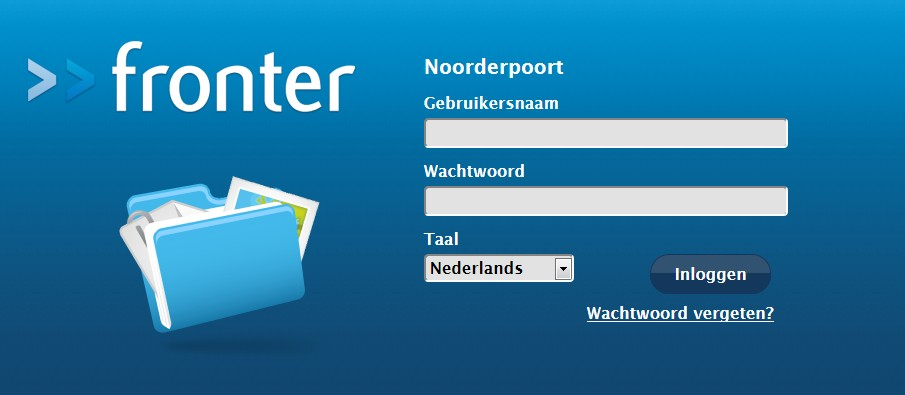 >> fronter
Noorderpoort
Gebruikersnaam
Wachtwoord
Taal
Nederlands
Inloggen
Wachtwoord vergeten?